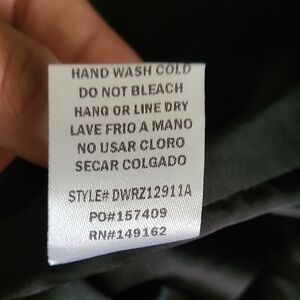 HAND WASH COLD
DO NOT BLEACH
HANG OR LINE DRY
LAVE FRIO A MANO
NO USAR CLORO
SECAR COLGADO
STYLE# DWRZ12911A
PO#157409
RN#149162